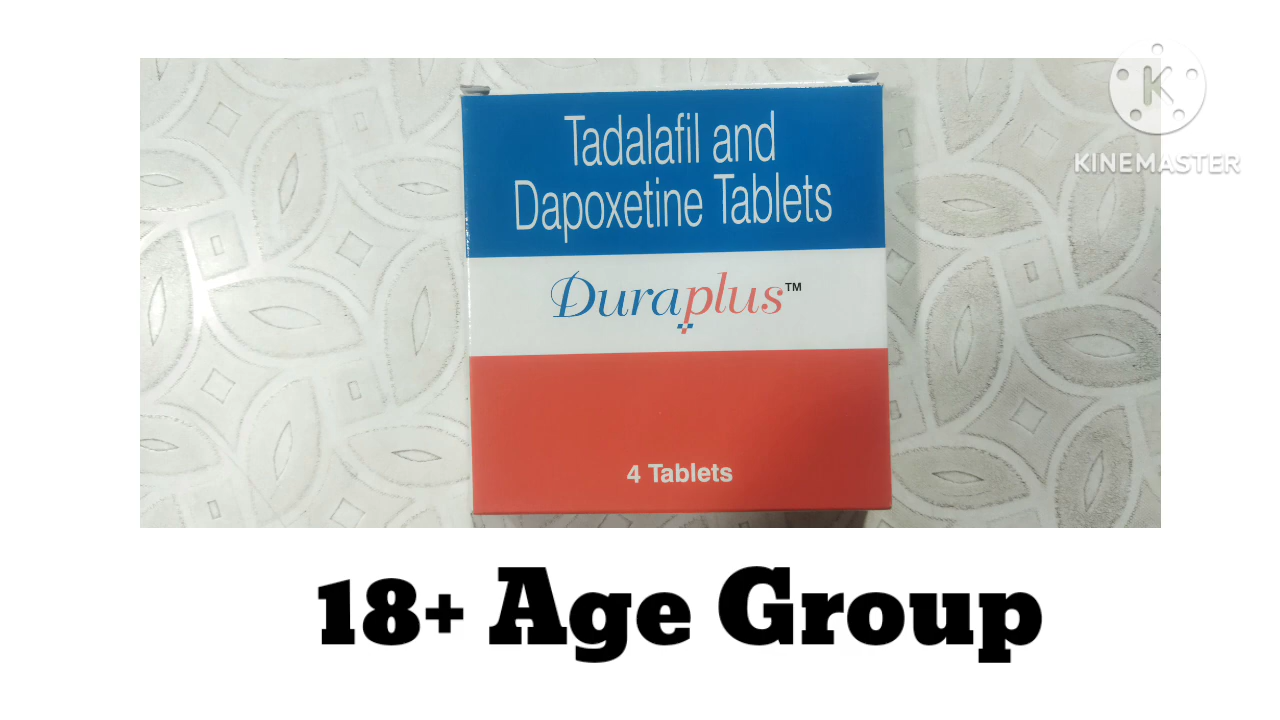 K
KINEMASTER
Tadalafil and
Dapoxetine Tablets
Duraplus™
4 Tablets
18+ Age Group